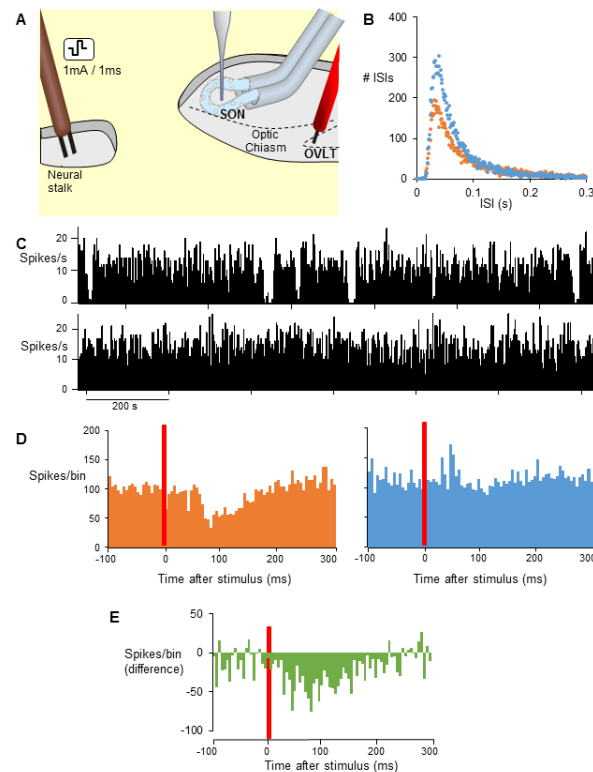 A
1mA / 1ms
SON
Optic
Chiasm
OVLT
Neural
stalk
B
400
# ISIs
300
200
100
0
0
0.1
0.2
0.3
ISI (s)
C
20
Spikes/s
10
0
20
Spikes/s
10
0
200 s
D
200
150
Spikes/bin
100
50
0
-100
0
100
200
300
Time after stimulus (ms)
-100
0
100
200
300
Time after stimulus (ms)
E
50
Spikes/bin
(difference)
0
-50
-100
-100
0
100
200
300
Time after stimulus (ms)